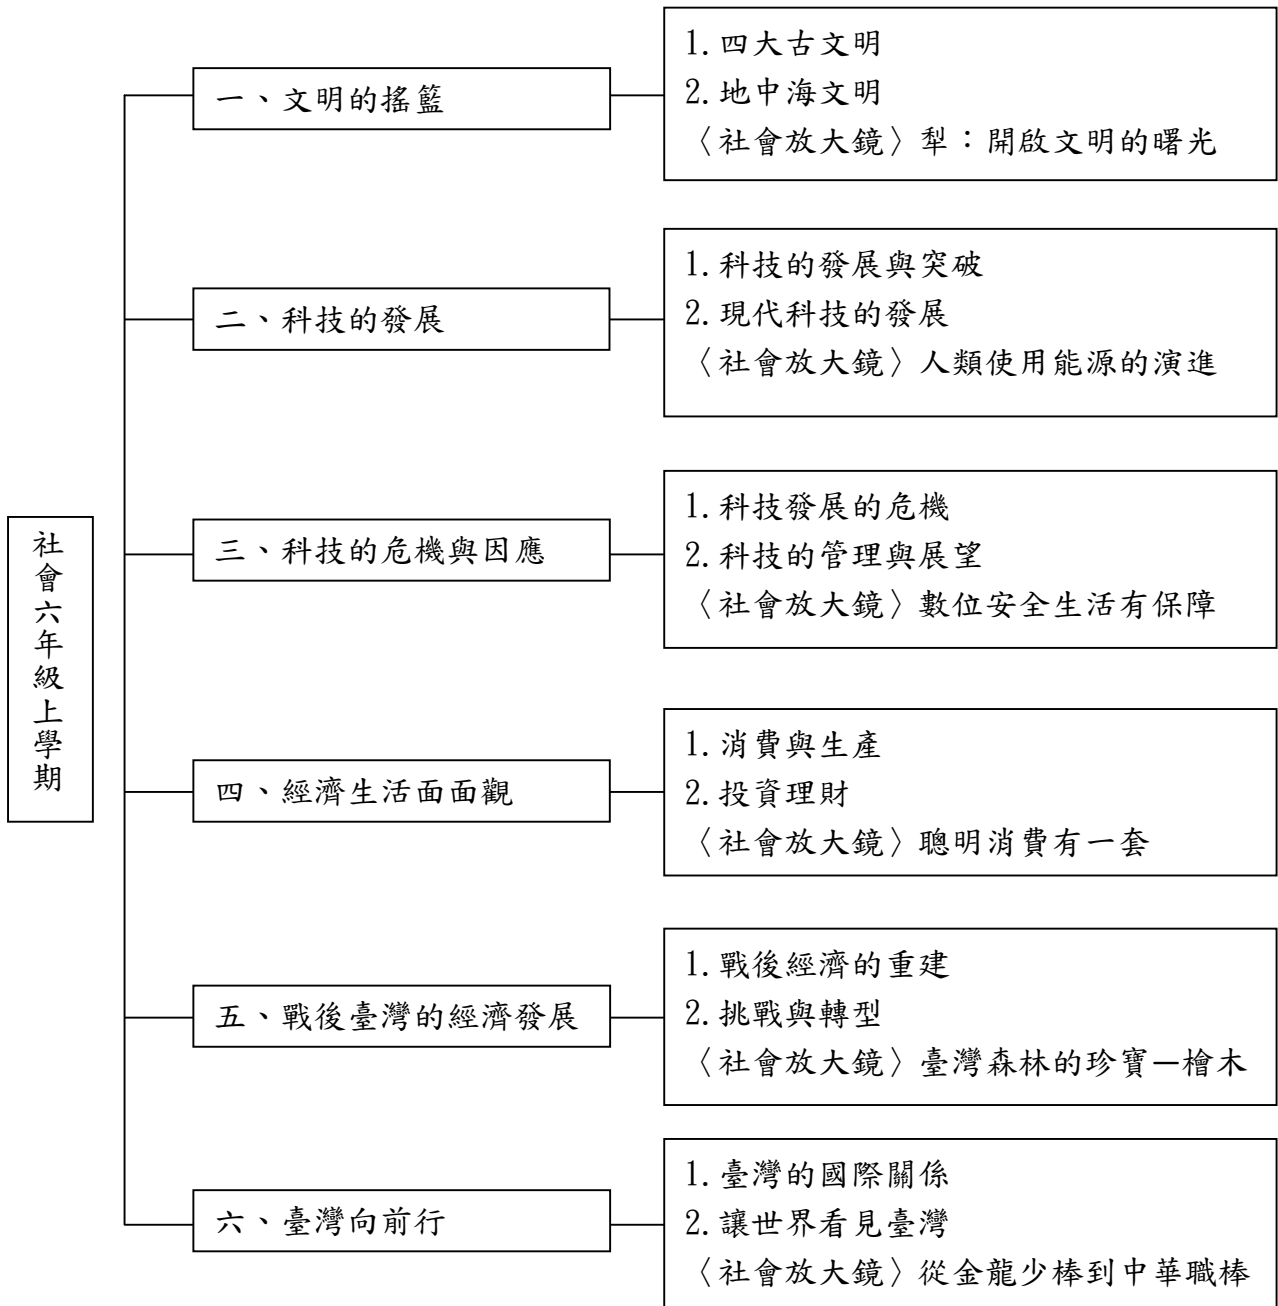 社會六年級上學期
一、文明的搖籃
1.四大古文明
2.地中海文明
〈社會放大鏡〉犁：開啟文明的曙光
二、科技的發展
1.科技的發展與突破
2.現代科技的發展
〈社會放大鏡〉人類使用能源的演進
三、科技的危機與因應
1.科技發展的危機
2.科技的管理與展望
〈社會放大鏡〉數位安全生活有保障
四、經濟生活面面觀
1.消費與生產
2.投資理財
〈社會放大鏡〉聰明消費有一套
五、戰後臺灣的經濟發展
1.戰後經濟的重建
2.挑戰與轉型
〈社會放大鏡〉臺灣森林的珍寶—檜木
六、臺灣向前行
1.臺灣的國際關係
2.讓世界看見臺灣
〈社會放大鏡〉從金龍少棒到中華職棒